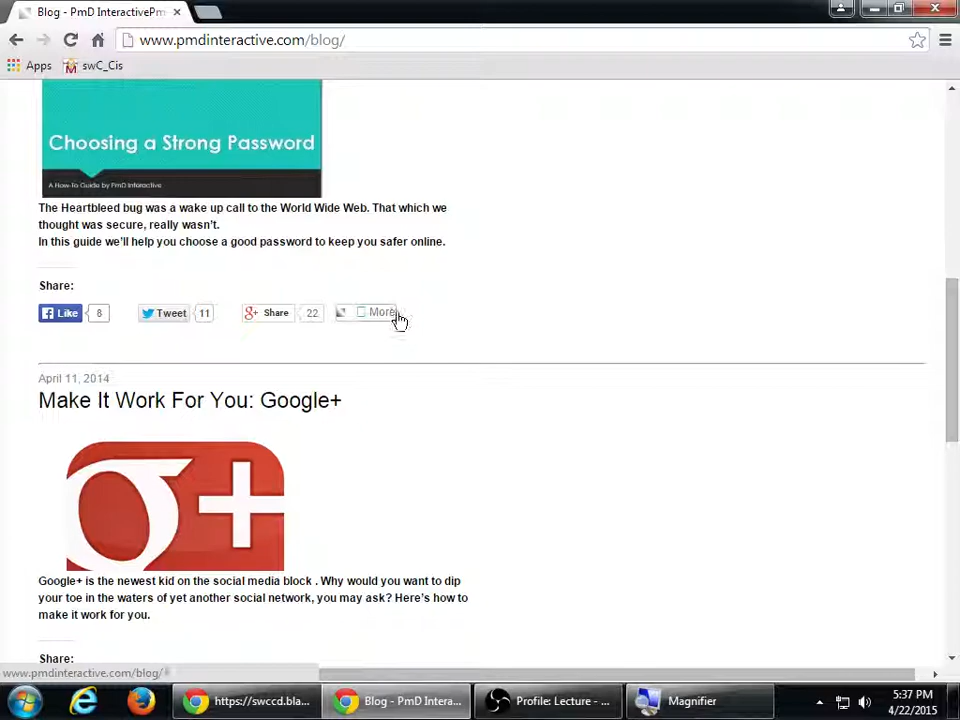 Blog - PmD InteractivePm
www.pmdinteractive.com/blog/
Apps
swC_Cis
Choosing a Strong Password
A How-To Guide by PmD Interactive
The Heartbleed bug was a wake up call to the World Wide Web. That which we
thought was secure, really wasn't.
In this guide we'll help you choose a good password to keep you safer online.
Share:
Like 8 Tweet 11 Share 22 More
April 11, 2014
Make It Work For You: Google+
g+
Google+ is the newest kid on the social media block . Why would you want to dip
your toe in the waters of yet another social network, you may ask? Here's how to
make it work for you.
Share:
www.pmdinteractive.com/blog/#
https://swccd.bla...
Blog - PmD Intera...
Profile: Lecture - ...
Magnifier
5:37 PM
4/22/2015